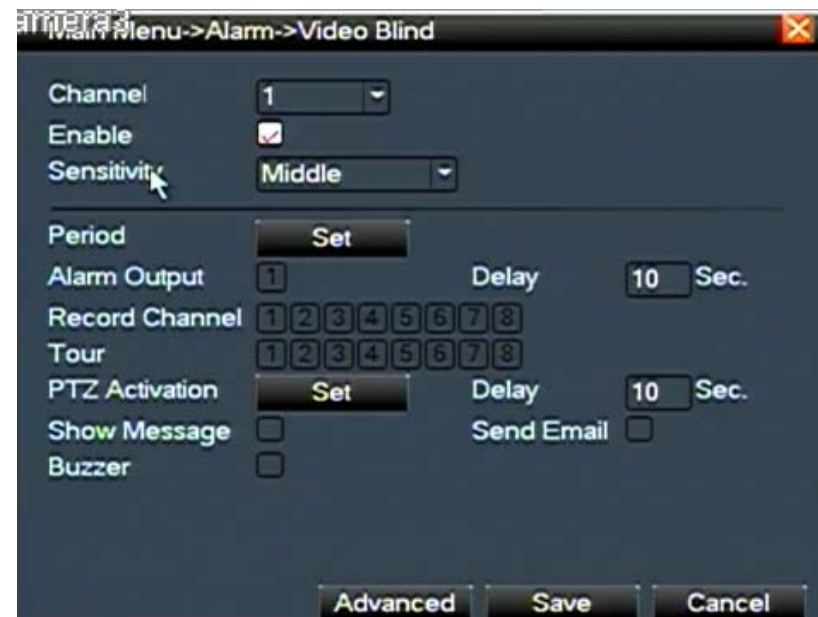 Main Menu->Alarm->Video Blind
Channel 1
Enable
Sensitivity Middle
Period Set
Alarm Output 1 Delay 10 Sec.
Record Channel 1 2 3 4 5 6 7 8
Tour 1 2 3 4 5 6 7 8
PTZ Activation Set Delay 10 Sec.
Show Message Send Email
Buzzer
Advanced Save Cancel